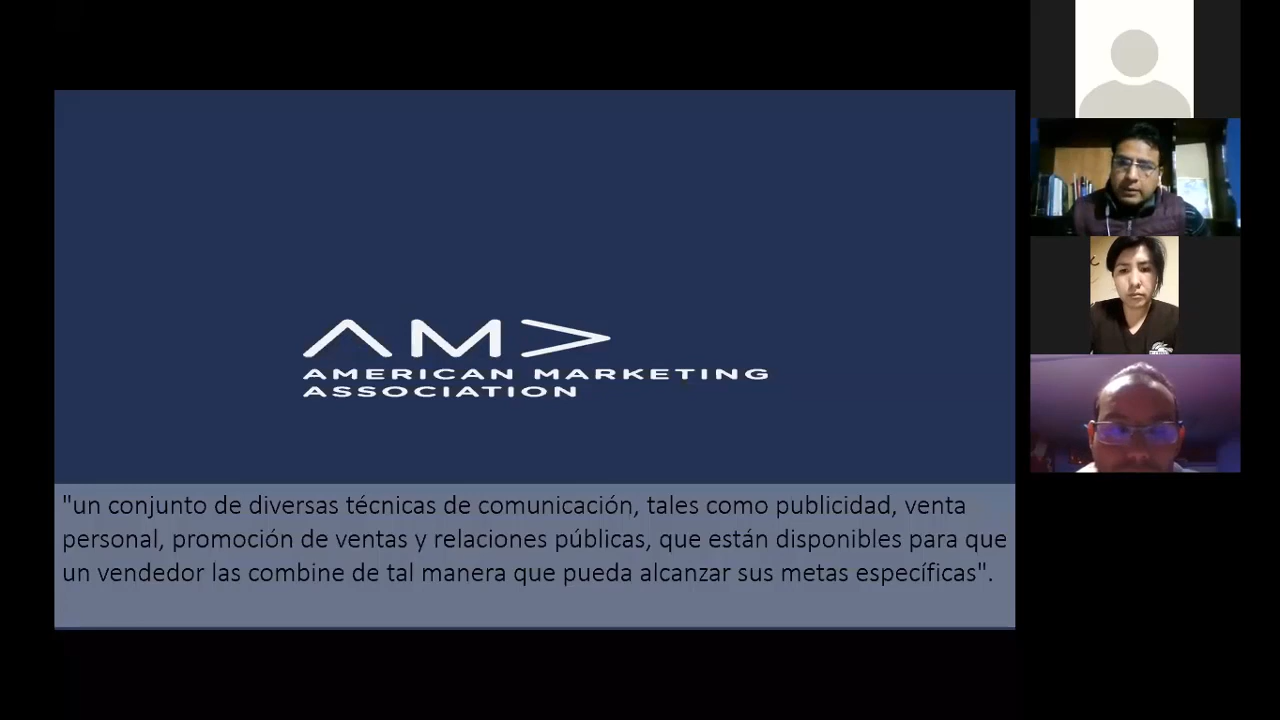 AMA
AMERICAN MARKETING
ASSOCIATION
"un conjunto de diversas técnicas de comunicación, tales como publicidad, venta
personal, promoción de ventas y relaciones públicas, que están disponibles para que
un vendedor las combine de tal manera que pueda alcanzar sus metas específicas".